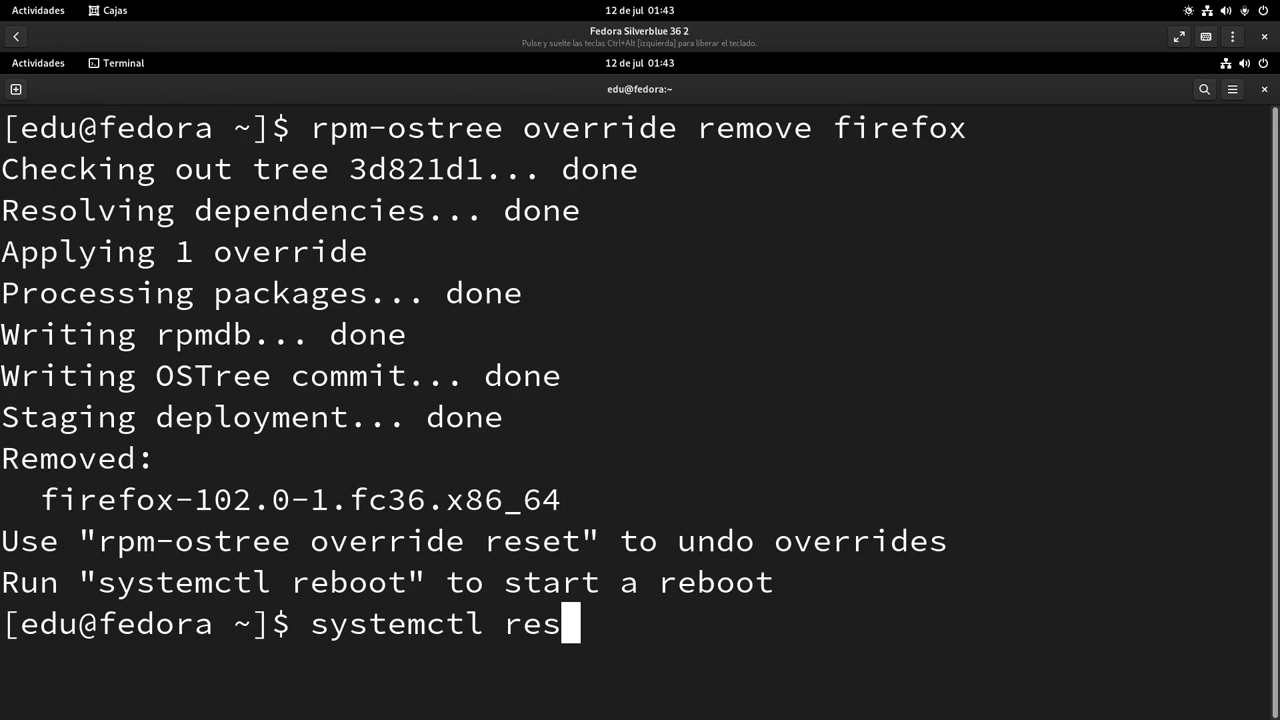 Actividades Cajas 12 de jul 01:43
Fedora Silverblue 36 2
Pulse y suelte las teclas Ctrl+Alt [izquierda] para liberar el teclado.
Actividades Terminal 12 de jul 01:43
edu@fedora:~
[edu@fedora ~]$ rpm-ostree override remove firefox
Checking out tree 3d821d1... done
Resolving dependencies... done
Applying 1 override
Processing packages... done
Writing rpmdb... done
Writing OSTree commit... done
Staging deployment... done
Removed:
  firefox-102.0-1.fc36.x86_64
Use "rpm-ostree override reset" to undo overrides
Run "systemctl reboot" to start a reboot
[edu@fedora ~]$ systemctl res